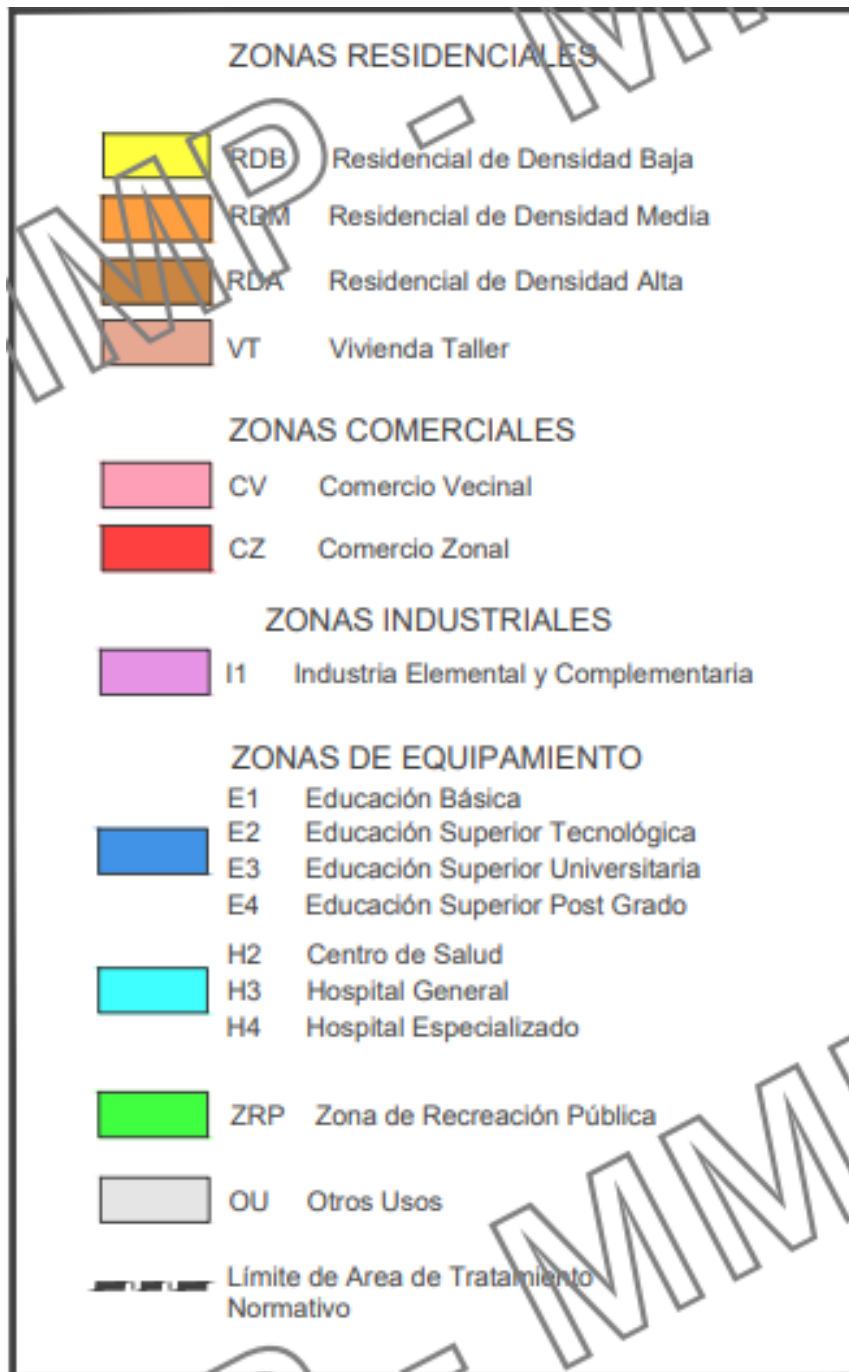 ZONAS RESIDENCIALES
RDB Residencial de Densidad Baja
RDM Residencial de Densidad Media
RDA Residencial de Densidad Alta
VT Vivienda Taller
ZONAS COMERCIALES
CV Comercio Vecinal
CZ Comercio Zonal
ZONAS INDUSTRIALES
I1 Industria Elemental y Complementaria
ZONAS DE EQUIPAMIENTO
E1 Educación Básica
E2 Educación Superior Tecnológica
E3 Educación Superior Universitaria
E4 Educación Superior Post Grado
H2 Centro de Salud
H3 Hospital General
H4 Hospital Especializado
ZRP Zona de Recreación Pública
OU Otros Usos
Límite de Area de Tratamiento
Normativo